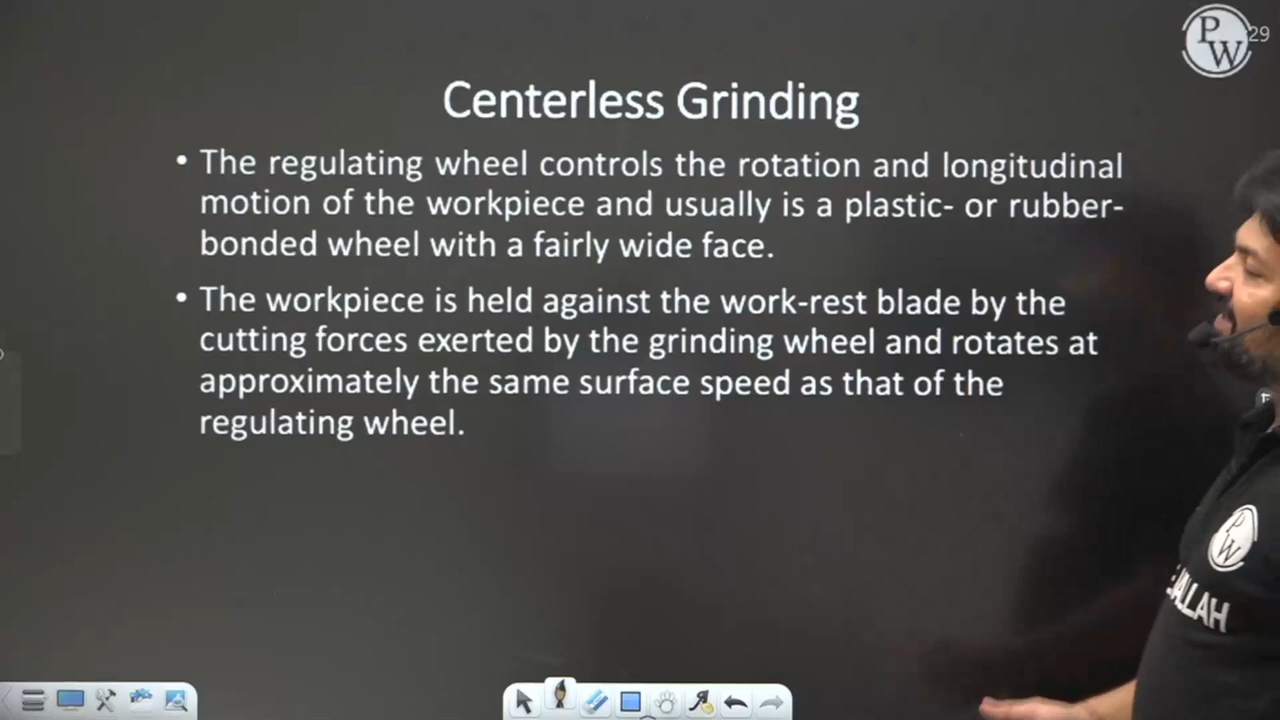 PW
29
Centerless Grinding
• The regulating wheel controls the rotation and longitudinal
motion of the workpiece and usually is a plastic- or rubber-
bonded wheel with a fairly wide face.
• The workpiece is held against the work-rest blade by the
cutting forces exerted by the grinding wheel and rotates at
approximately the same surface speed as that of the
regulating wheel.
PW
WALLAH